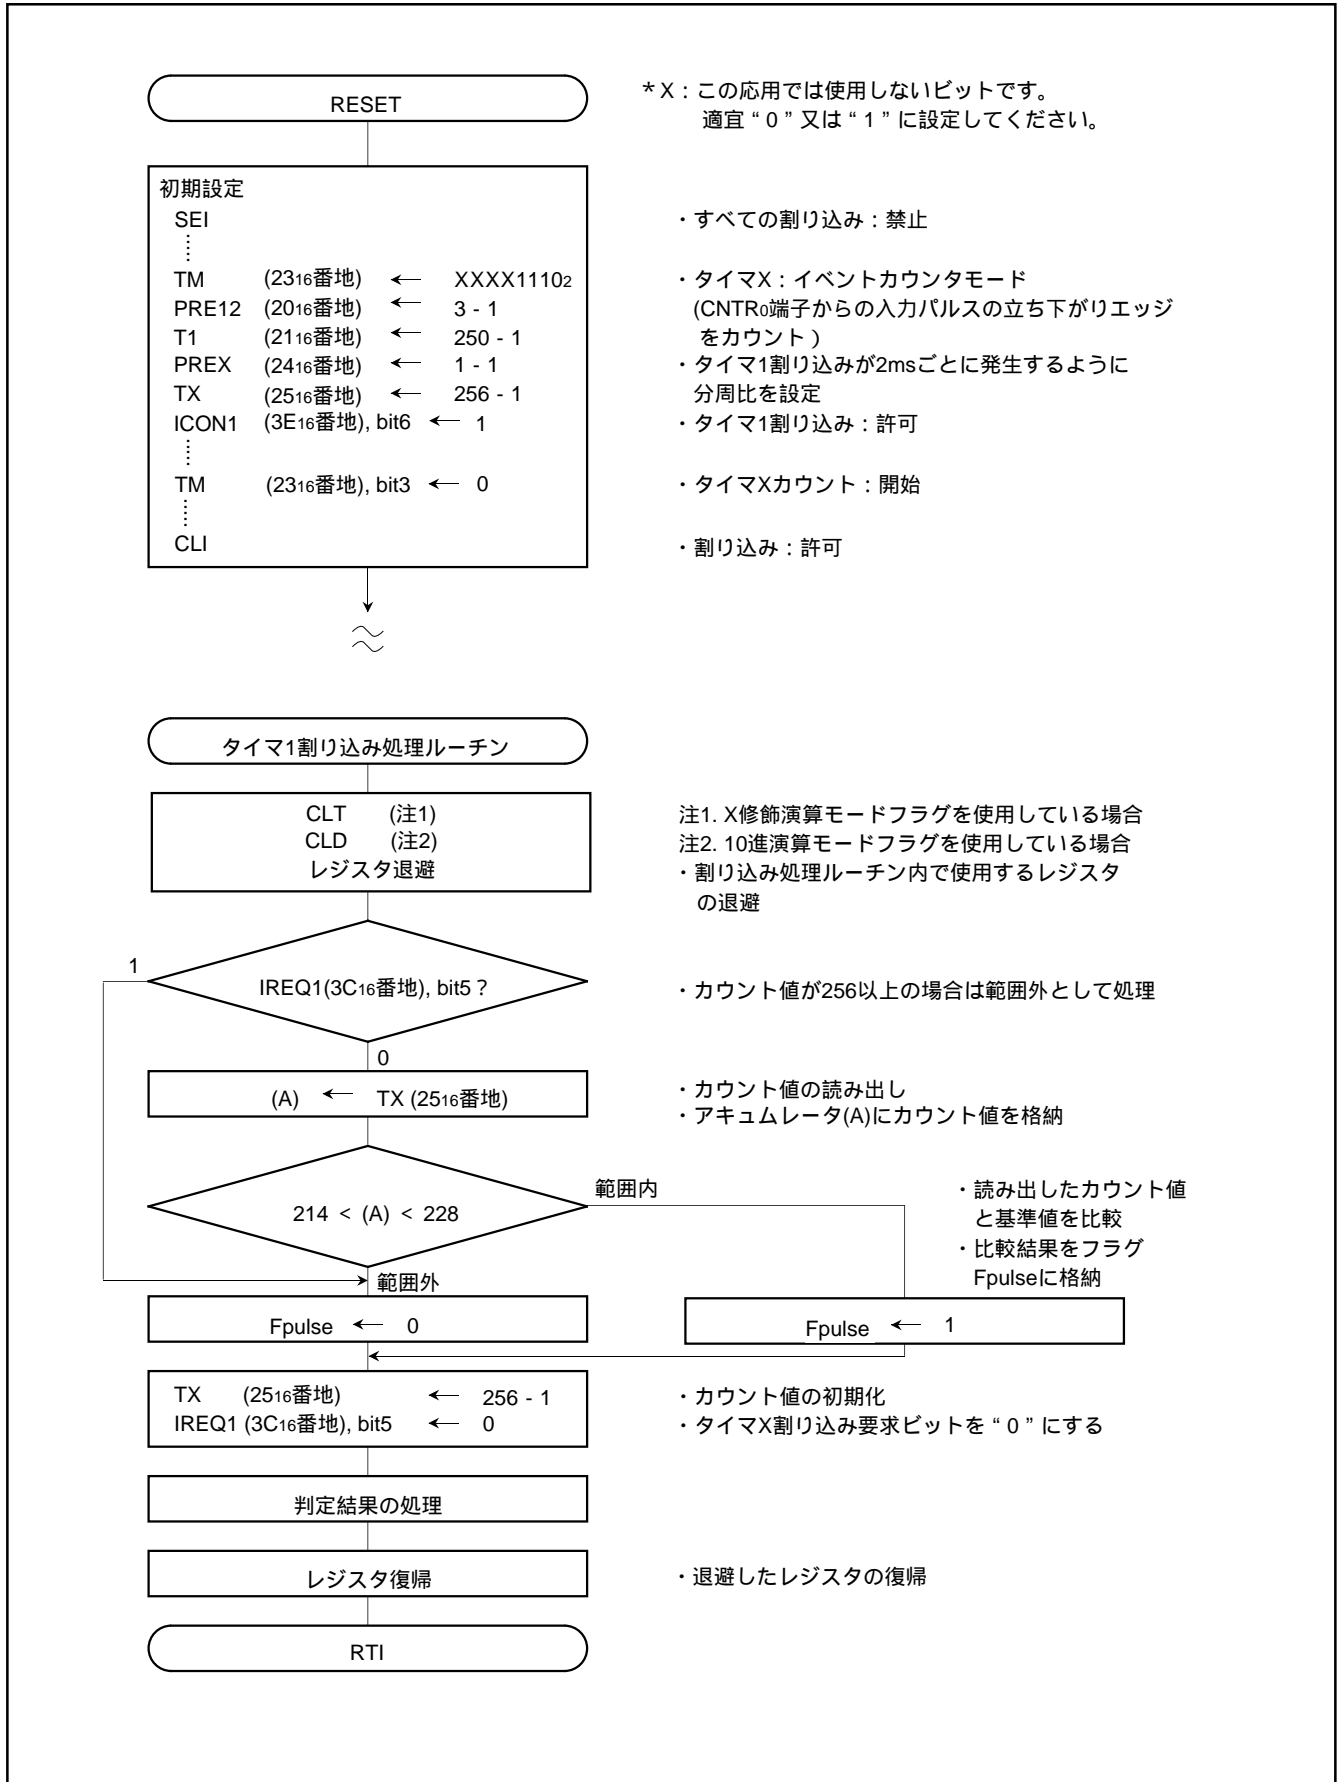 RESET
＊X：この応用では使用しないビットです。
適宜“0”又は“1”に設定してください。
初期設定
SEI ・すべての割り込み：禁止
TM (2316番地) ← XXXX11102 ・タイマX：イベントカウンタモード
PRE12 (2016番地) ← 3 - 1 (CNTR0端子からの入力パルスの立ち下がりエッジ
T1 (2116番地) ← 250 - 1 をカウント）
PREX (2416番地) ← 1 - 1 ・タイマ1割り込みが2msごとに発生するように
TX (2516番地) ← 256 - 1 分周比を設定
ICON1 (3E16番地), bit6 ← 1 ・タイマ1割り込み：許可
TM (2316番地), bit3 ← 0 ・タイマXカウント：開始
CLI ・割り込み：許可
タイマ1割り込み処理ルーチン
CLT (注1) 注1. X修飾演算モードフラグを使用している場合
CLD (注2) 注2. 10進演算モードフラグを使用している場合
レジスタ退避 ・割り込み処理ルーチン内で使用するレジスタ
の退避
1
IREQ1(3C16番地), bit5？ ・カウント値が256以上の場合は範囲外として処理
0
(A) ← TX (2516番地) ・カウント値の読み出し
・アキュムレータ(A)にカウント値を格納
範囲内
214 < (A) < 228
・読み出したカウント値
と基準値を比較
・比較結果をフラグ
Fpulseに格納
範囲外
Fpulse ← 0
Fpulse ← 1
TX (2516番地) ← 256 - 1 ・カウント値の初期化
IREQ1 (3C16番地), bit5 ← 0 ・タイマX割り込み要求ビットを“0”にする
判定結果の処理
レジスタ復帰 ・退避したレジスタの復帰
RTI